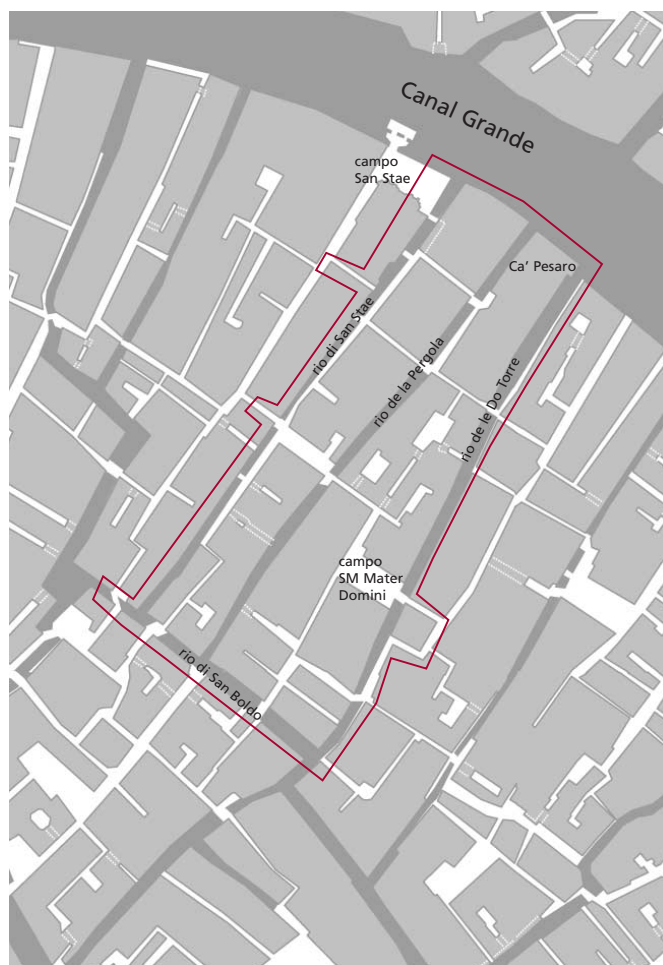 Canal Grande
campo
San Stae
Ca' Pesaro
rio di San Stae
rio de la Pergola
rio de le Do Torre
campo
SM Mater
Domini
rio di San Boldo